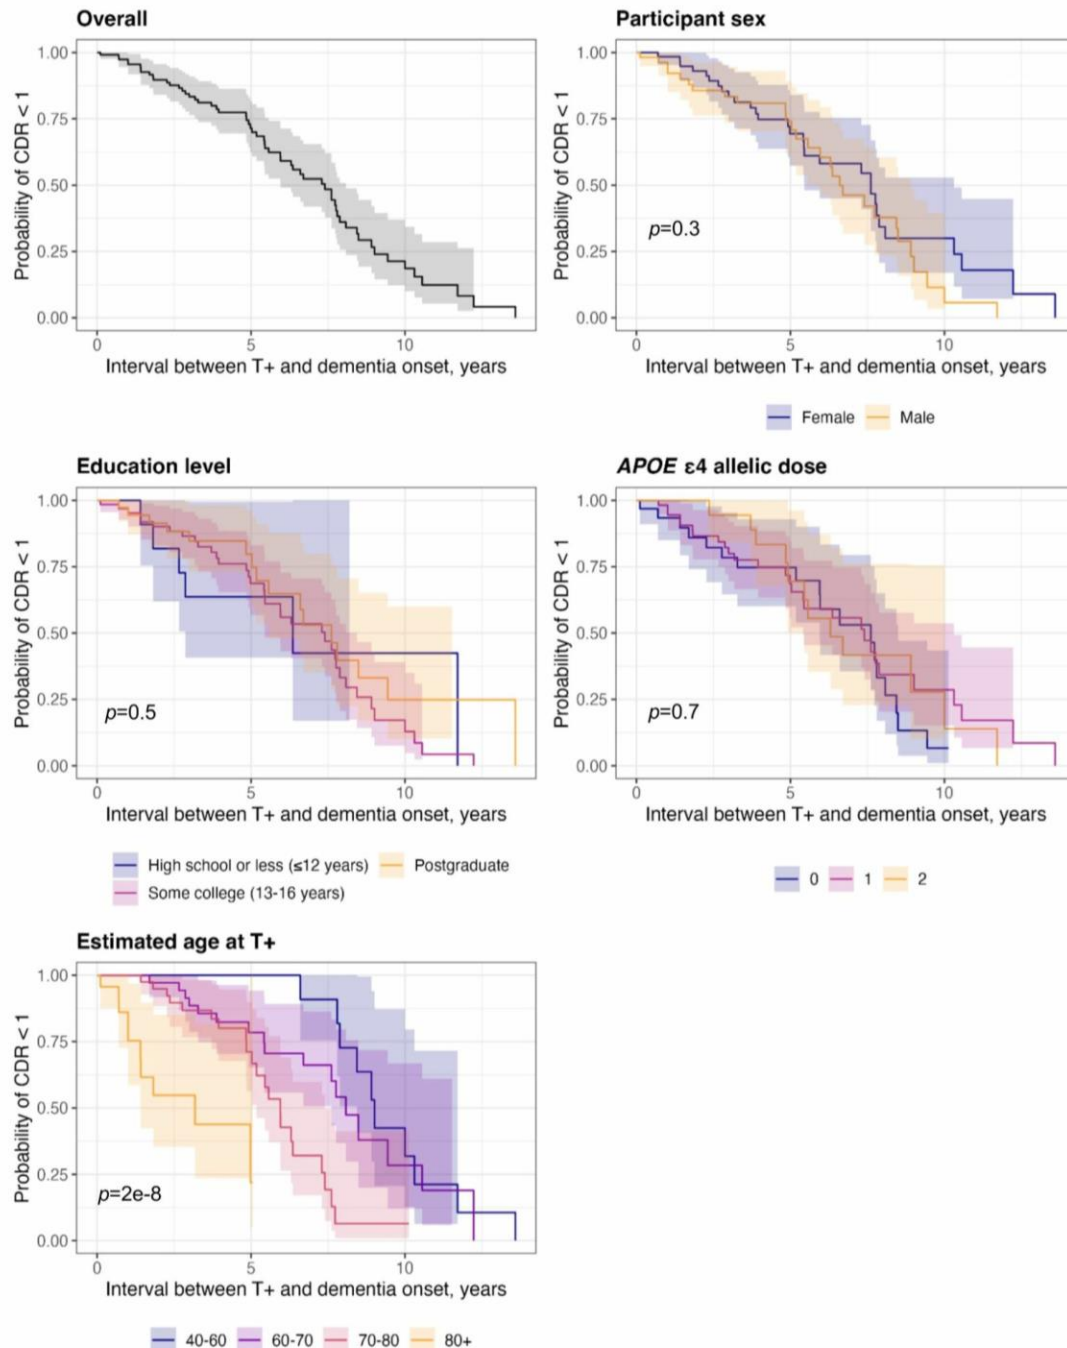 Overall
Probability of CDR < 1
1.00
0.75
0.50
0.25
0.00
0 5 10
Interval between T+ and dementia onset, years
Participant sex
Probability of CDR < 1
1.00
0.75
0.50
0.25
0.00
p=0.3
0 5 10
Interval between T+ and dementia onset, years
Female Male
Education level
Probability of CDR < 1
1.00
0.75
0.50
0.25
0.00
p=0.5
0 5 10
Interval between T+ and dementia onset, years
High school or less (≤12 years) Postgraduate
Some college (13-16 years)
APOE ε4 allelic dose
Probability of CDR < 1
1.00
0.75
0.50
0.25
0.00
p=0.7
0 5 10
Interval between T+ and dementia onset, years
0 1 2
Estimated age at T+
Probability of CDR < 1
1.00
0.75
0.50
0.25
0.00
p=2e-8
0 5 10
Interval between T+ and dementia onset, years
40-60 60-70 70-80 80+